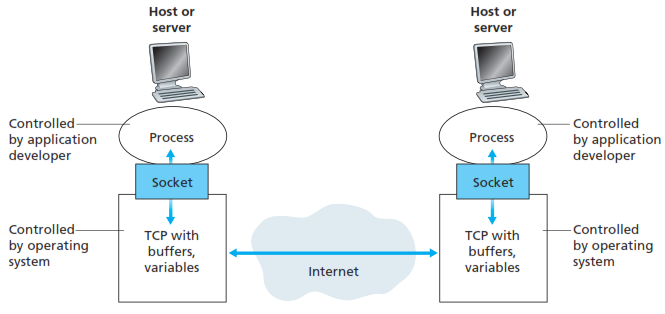 Host or
server
Host or
server
Controlled
by application
developer
Process
Process
Controlled
by application
developer
Socket
Socket
Controlled
by operating
system
TCP with
buffers,
variables
Internet
TCP with
buffers,
variables
Controlled
by operating
system